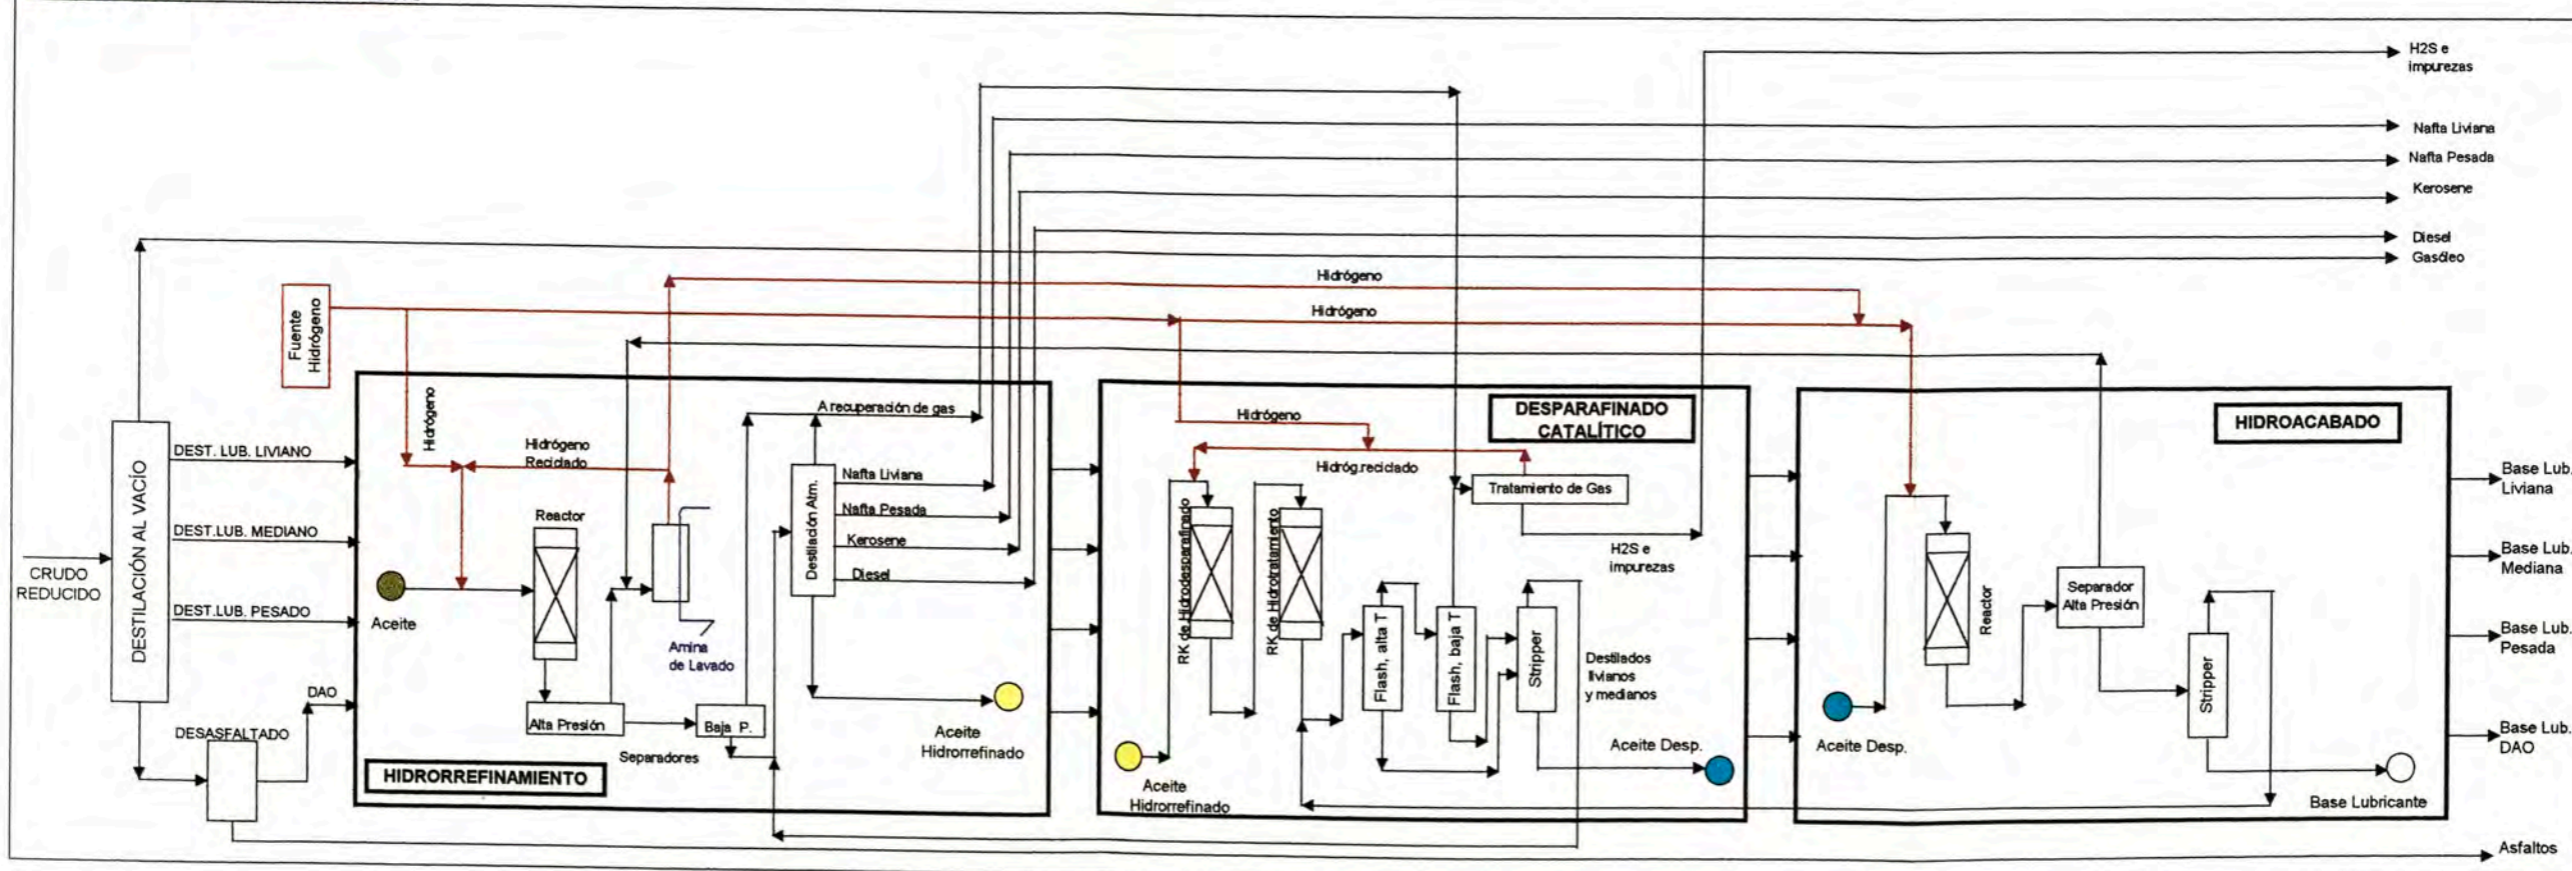 H2S e
impurezas
Nafta Liviana
Nafta Pesada
Kerosene
Diesel
Gasóleo
Fuente
Hidrógeno
Hidrógeno
Hidrógeno
CRUDO
REDUCIDO
DESTILACIÓN AL VACÍO
DEST. LUB. LIVIANO
DEST.LUB. MEDIANO
DEST.LUB. PESADO
DAO
DESASFALTADO
Hidrógeno
Hidrógeno
Reciclado
Aceite
Reactor
Alta Presión
Separadores
Baja P.
Amina
de Lavado
A recuperación de gas
Destilación Atm.
Nafta Liviana
Nafta Pesada
Kerosene
Diesel
Aceite
Hidrorrefinado
HIDRORREFINAMIENTO
DESPARAFINADO
CATALÍTICO
Hidrógeno
Hidróg.reciclado
Tratamiento de Gas
H2S e
impurezas
RK de Hidrodesparafinado
RK de Hidrotratamiento
Flash, alta T
Flash, baja T
Stripper
Destilados
livianos
y medianos
Aceite Desp.
Aceite
Hidrorrefinado
HIDROACABADO
Reactor
Separador
Alta Presión
Stripper
Aceite Desp.
Base Lubricante
Base Lub.
Liviana
Base Lub.
Mediana
Base Lub.
Pesada
Base Lub.
DAO
Asfaltos